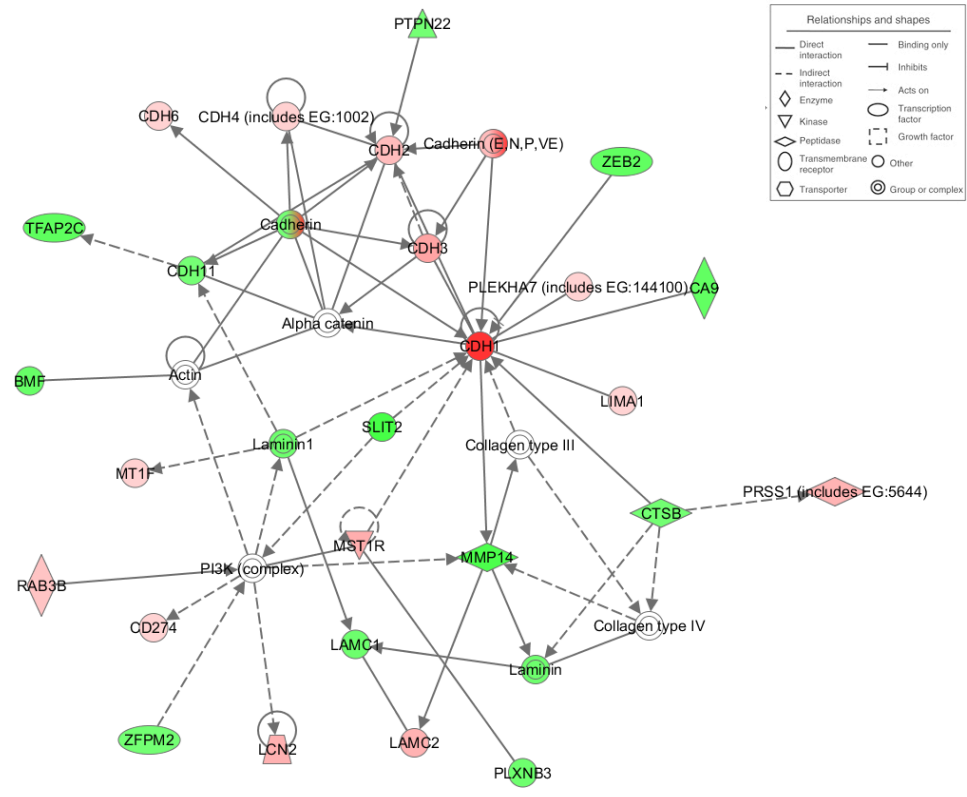 PTPN22
Relationships and shapes
Direct
interaction
Binding only
Indirect
interaction
Inhibits
Acts on
Enzyme
Transcription
factor
Kinase
Growth factor
Peptidase
Transmembrane
receptor
Other
Transporter
Group or complex
CDH6
CDH4 (includes EG:1002)
CDH2
Cadherin (E,N,P,VE)
ZEB2
TFAP2C
Cadherin
CDH3
CDH11
PLEKHA7 (includes EG:144100)
CA9
Alpha catenin
CDH1
Actin
BMF
LIMA1
SLIT2
Laminin1
Collagen type III
MT1F
PRSS1 (includes EG:5644)
CTSB
MST1R
MMP14
PI3K (complex)
RAB3B
CD274
Collagen type IV
LAMC1
Laminin
ZFPM2
LCN2
LAMC2
PLXNB3